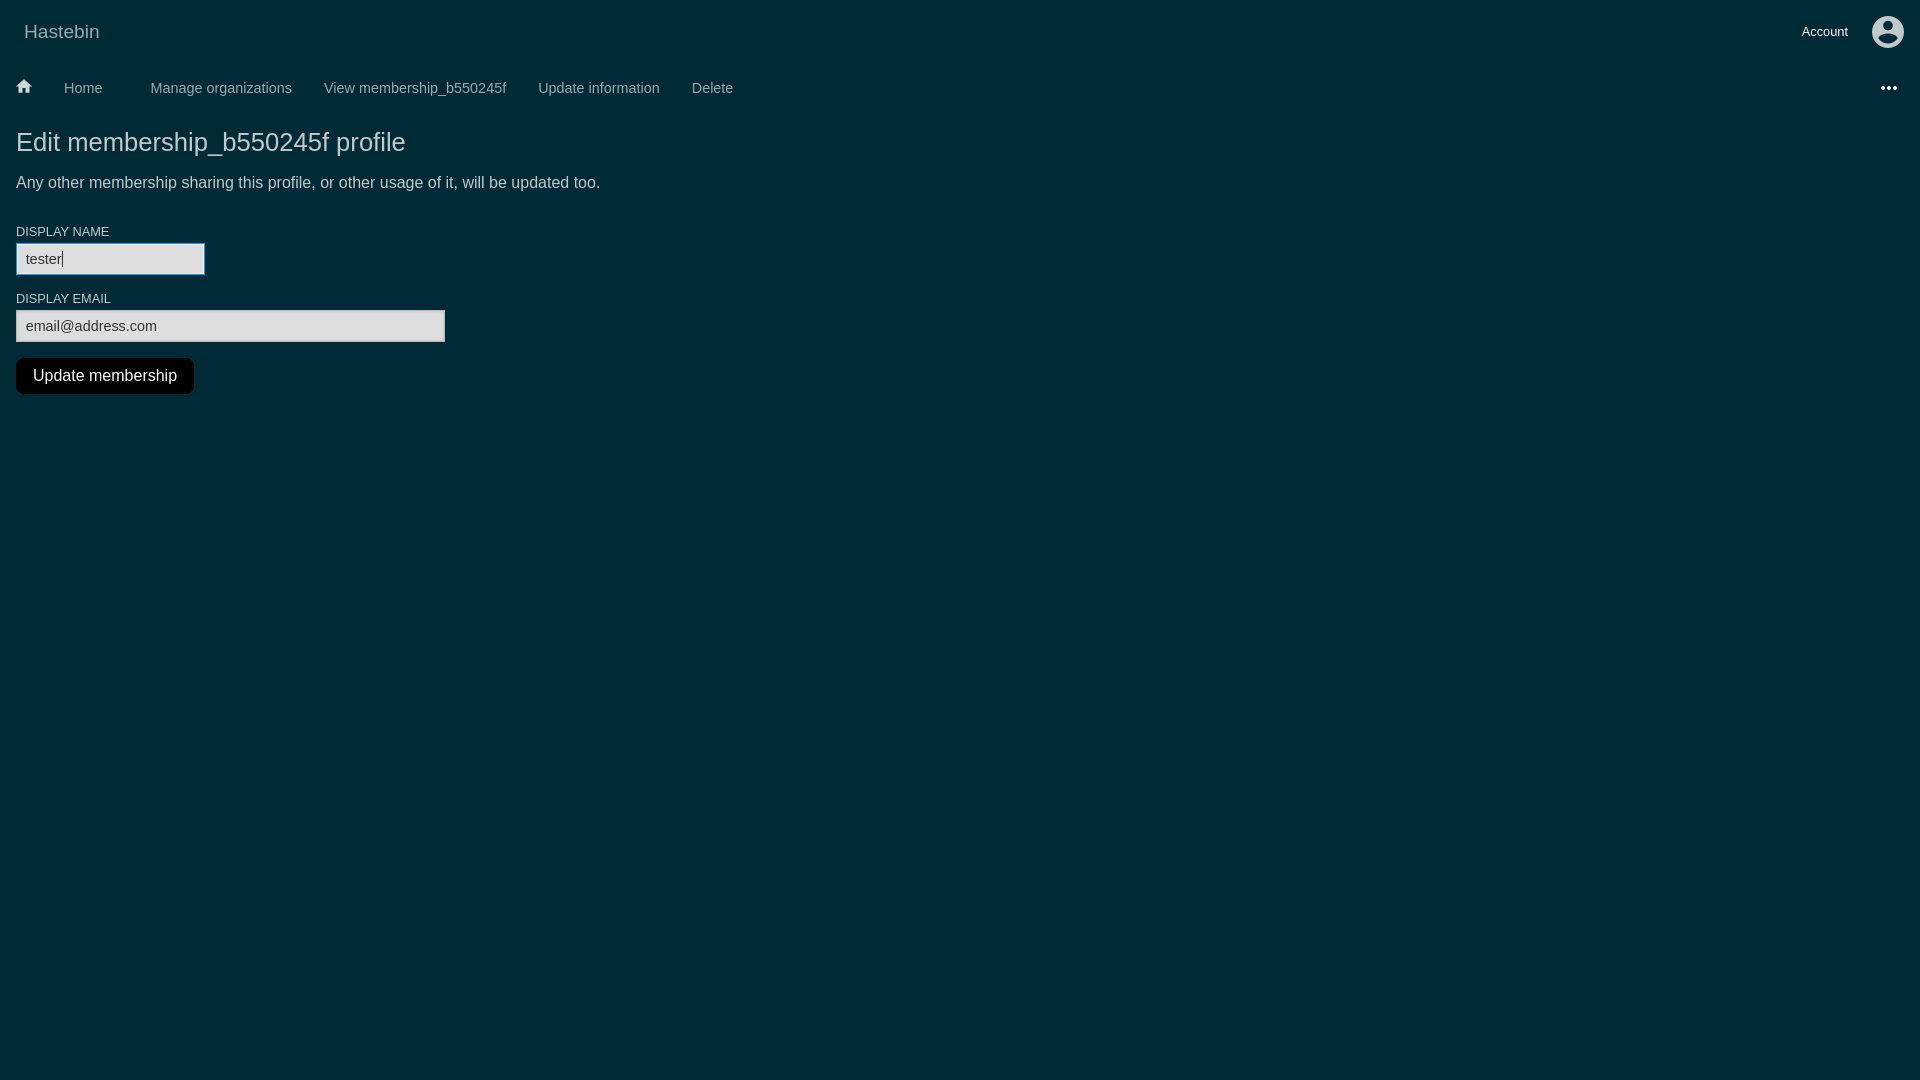 Hastebin
Account
Home
Manage organizations
View membership_b550245f
Update information
Delete
Edit membership_b550245f profile
Any other membership sharing this profile, or other usage of it, will be updated too.
DISPLAY NAME
tester
DISPLAY EMAIL
email@address.com
Update membership